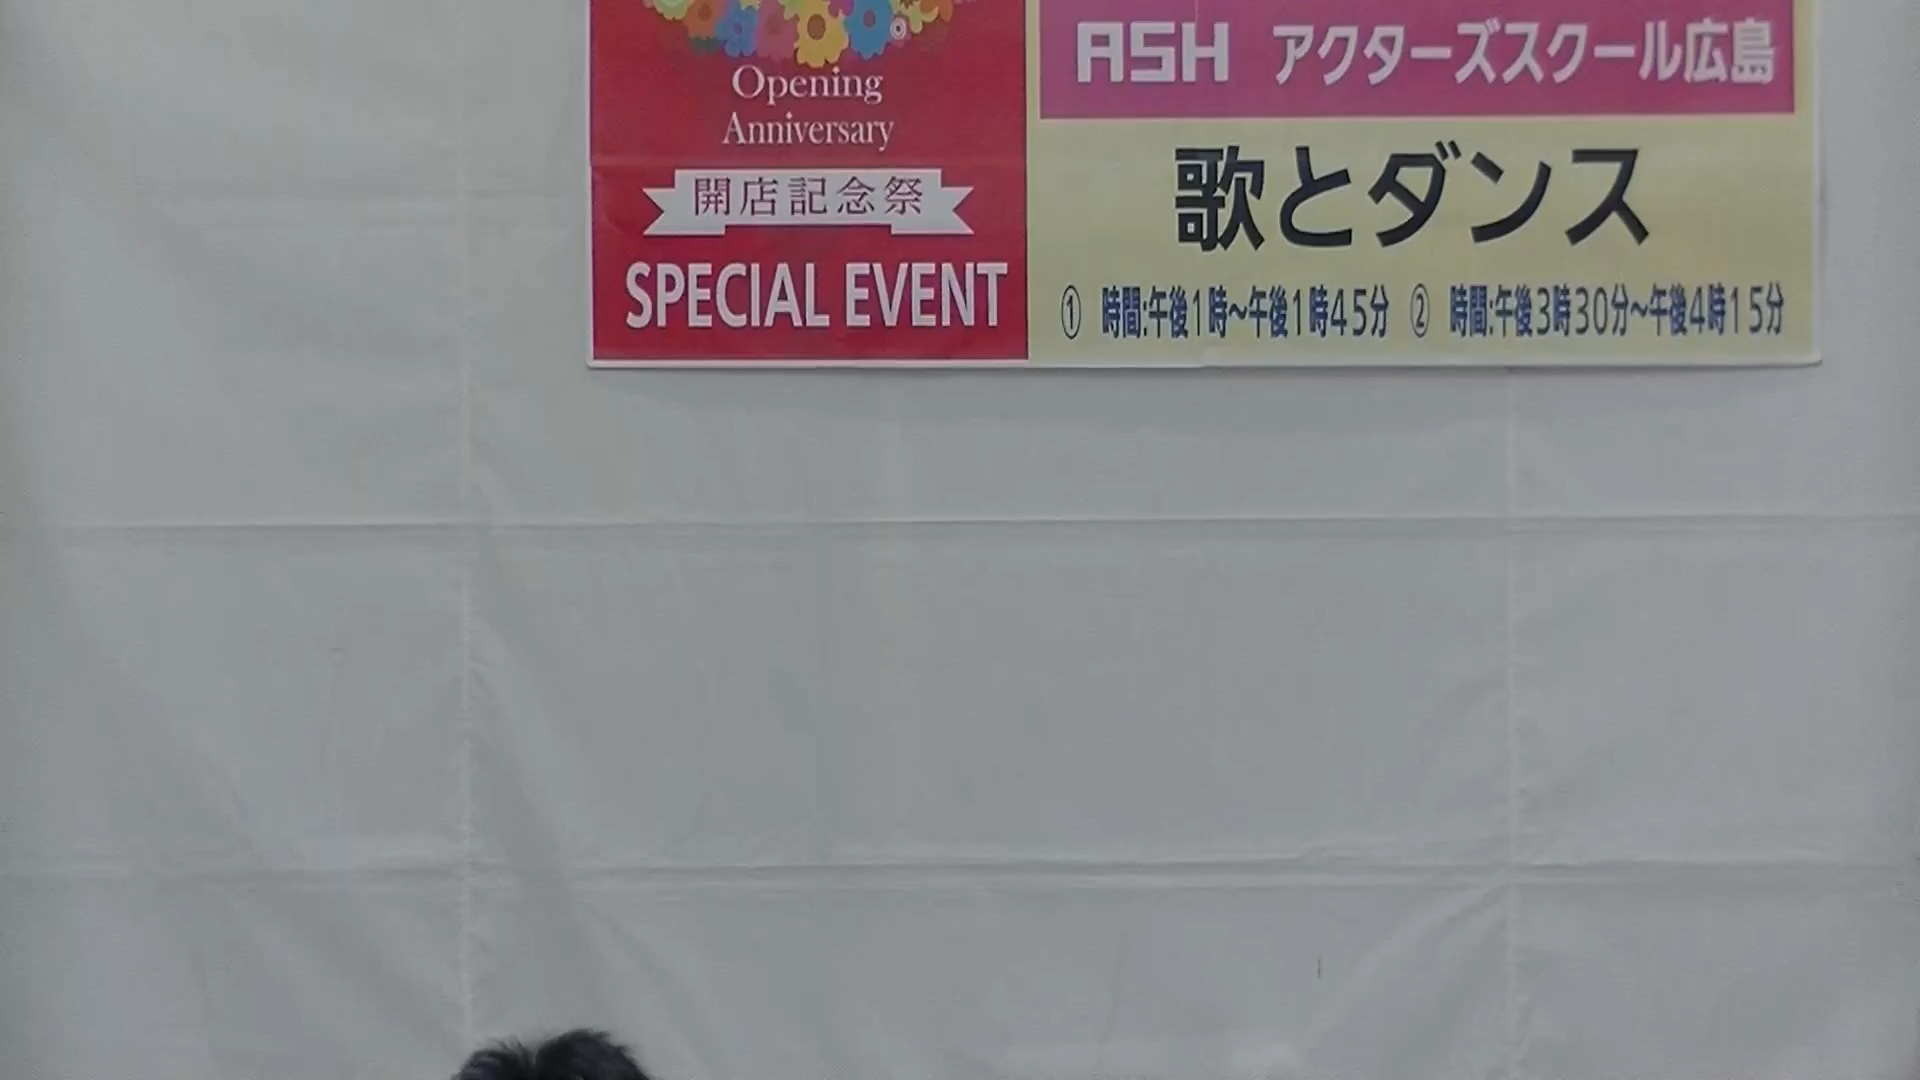 Opening
Anniversary
開店記念祭
SPECIAL EVENT
ASH アクターズスクール広島
歌とダンス
① 時間:午後1時～午後1時45分 ② 時間:午後3時30分～午後4時15分